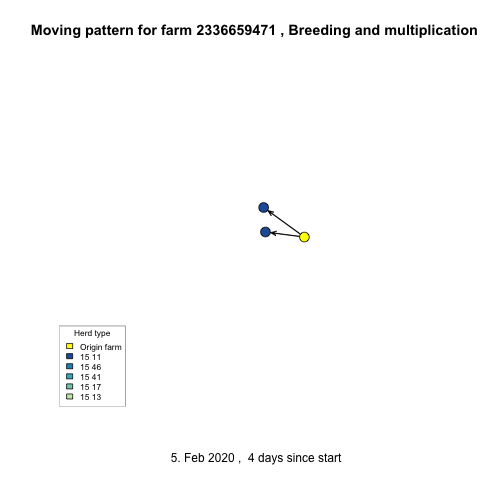 Moving pattern for farm 2336659471 , Breeding and multiplication
Herd type
Origin farm
15 11
15 46
15 41
15 17
15 13
5. Feb 2020 , 4 days since start